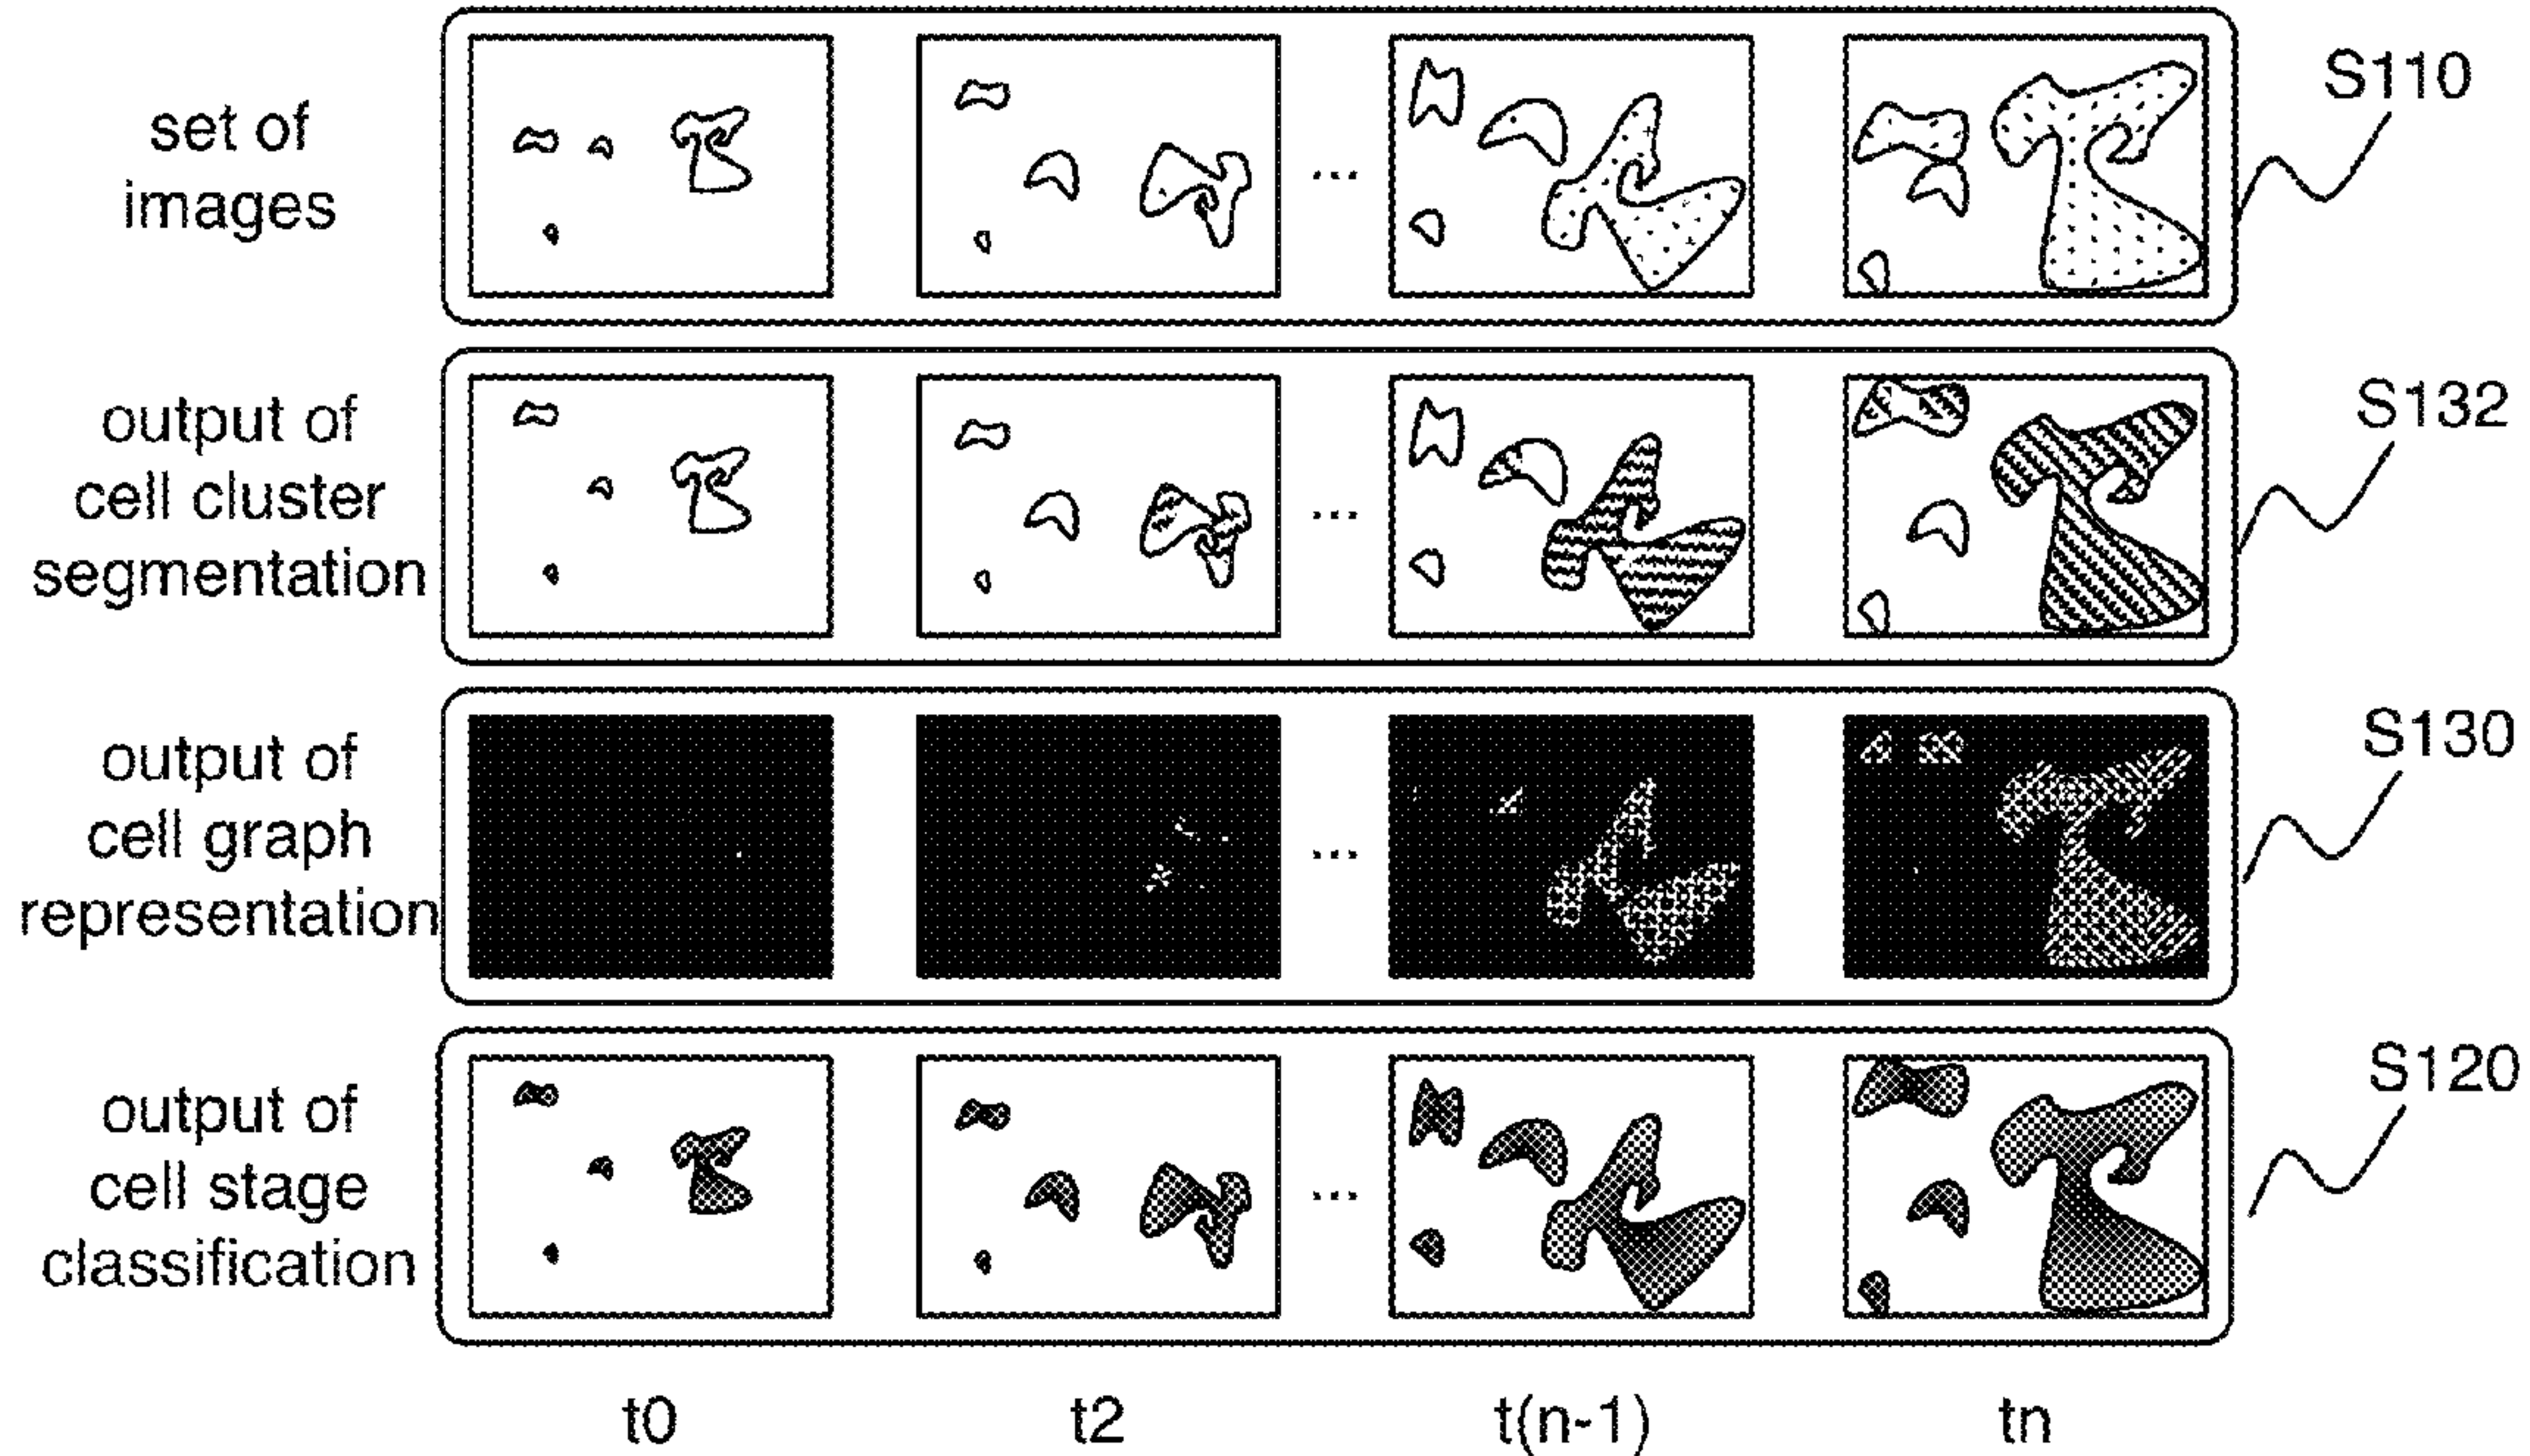 set of
images
...
S110
output of
cell cluster
segmentation
...
S132
output of
cell graph
representation
...
S130
output of
cell stage
classification
...
S120
t0
t2
t(n-1)
tn